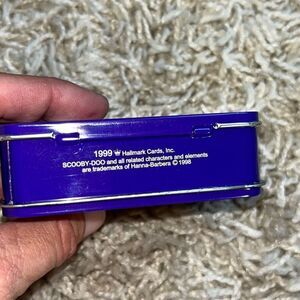 1999 Hallmark Cards, Inc.
SCOOBY-DOO and all related characters and elements
are trademarks of Hanna-Barbera © 1998